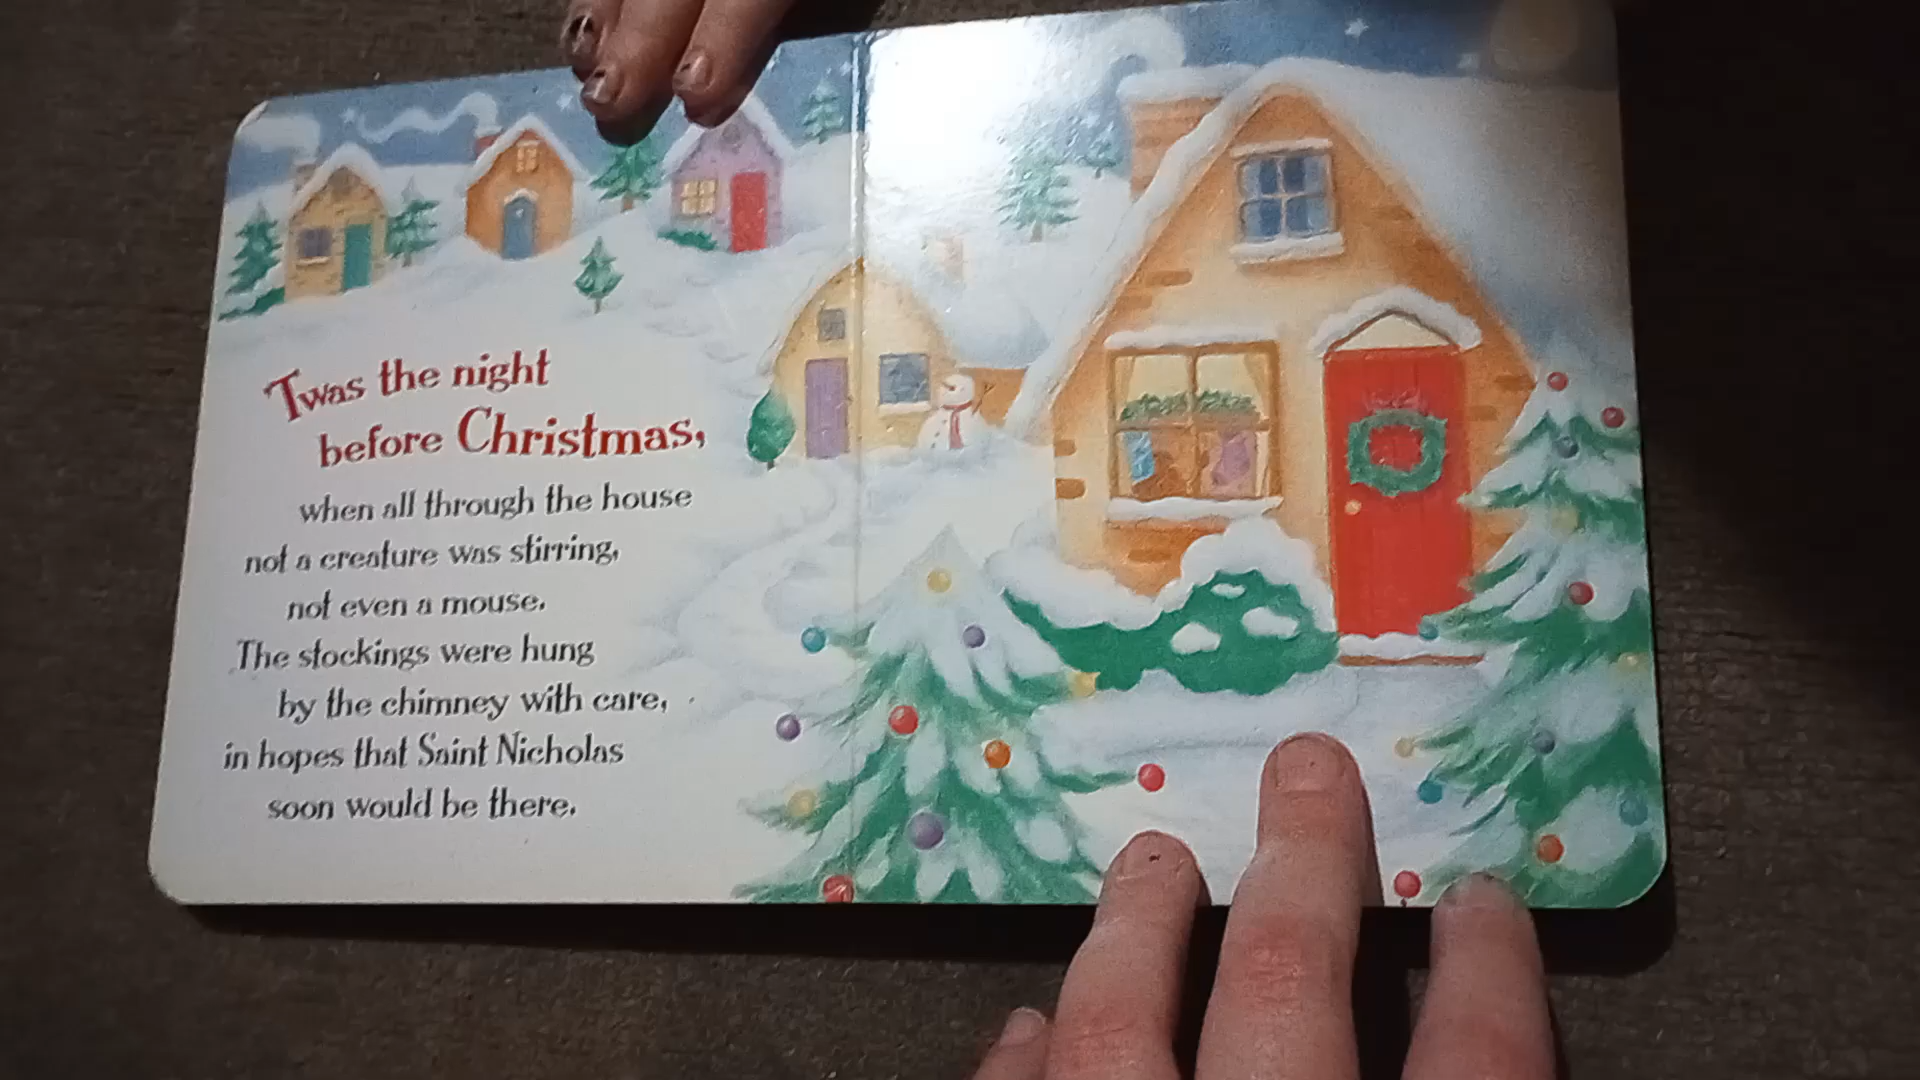 'Twas the night
before Christmas,
when all through the house
not a creature was stirring,
not even a mouse.
The stockings were hung
by the chimney with care,
in hopes that Saint Nicholas
soon would be there.